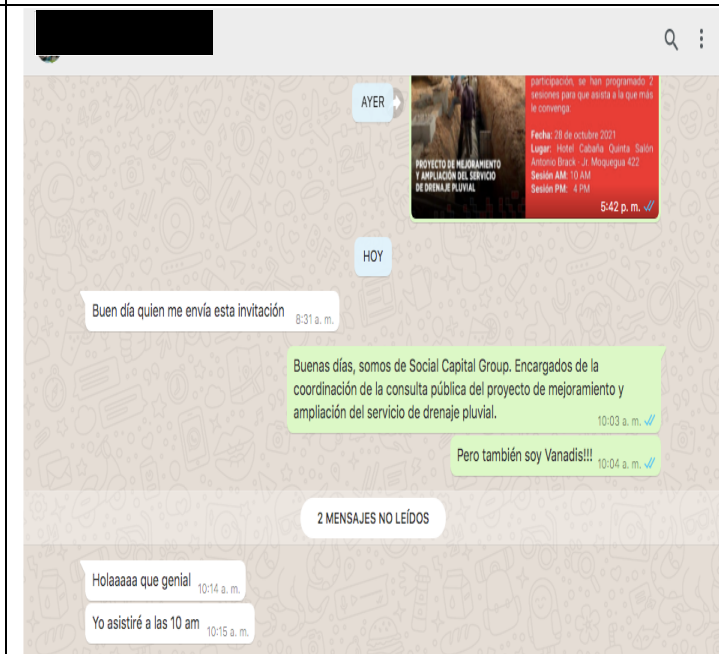 AYER
participación, se han programado 2
sesiones para que asista a la que más
le convenga:
Fecha: 28 de octubre 2021
Lugar: Hotel Cabaña Quinta Salón
Antonio Brack - Jr. Moquegua 422
Sesión AM: 10 AM
Sesión PM: 4 PM
PROYECTO DE MEJORAMIENTO
Y AMPLIACIÓN DEL SERVICIO
DE DRENAJE PLUVIAL
5:42 p. m.
HOY
Buen día quien me envía esta invitación
8:31 a. m.
Buenas días, somos de Social Capital Group. Encargados de la
coordinación de la consulta pública del proyecto de mejoramiento y
ampliación del servicio de drenaje pluvial.
10:03 a. m.
Pero también soy Vanadis!!!
10:04 a. m.
2 MENSAJES NO LEÍDOS
Holaaaaa que genial
10:14 a. m.
Yo asistiré a las 10 am
10:15 a. m.